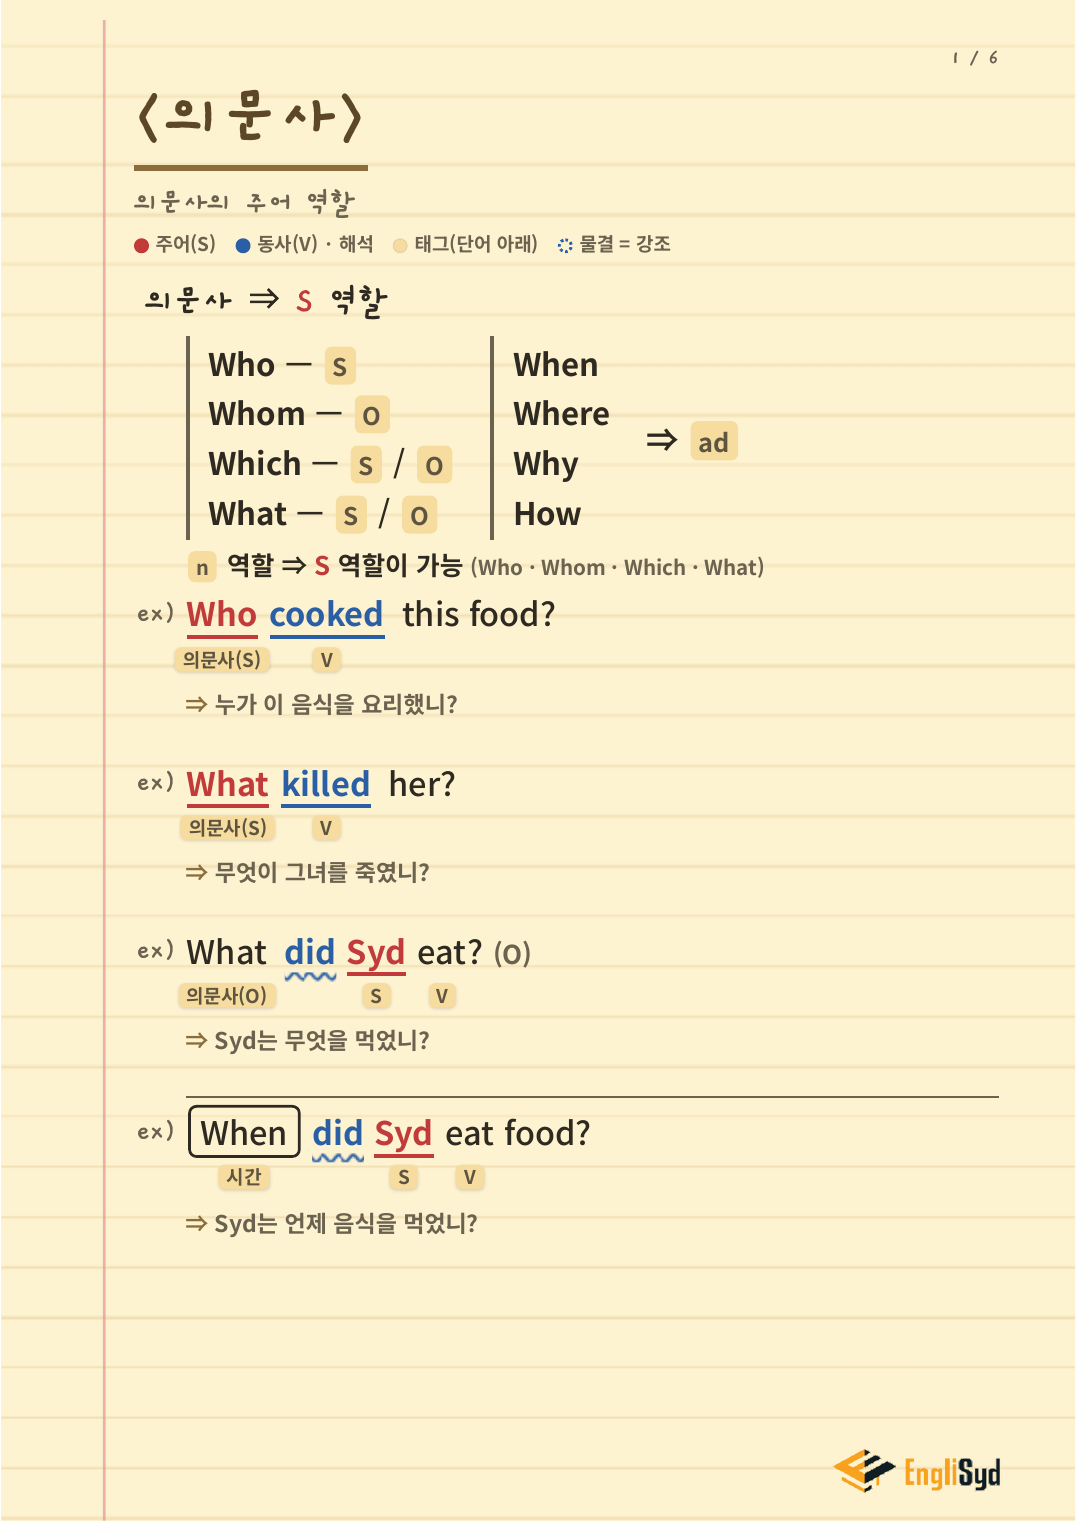 1 / 6
<의문사>
의문사의 주어 역할
주어(S) 동사(V) · 해석 태그(단어 아래) 물결 = 강조
의문사 ⇒ S 역할
Who — S
Whom — O
Which — S / O
What — S / O
When
Where
Why
How
⇒ ad
n 역할 ⇒ S 역할이 가능 (Who · Whom · Which · What)
ex) Who cooked this food?
의문사(S) V
⇒ 누가 이 음식을 요리했니?
ex) What killed her?
의문사(S) V
⇒ 무엇이 그녀를 죽였니?
ex) What did Syd eat? (O)
의문사(O) S V
⇒ Syd는 무엇을 먹었니?
ex) When did Syd eat food?
시간 S V
⇒ Syd는 언제 음식을 먹었니?
EngliSyd